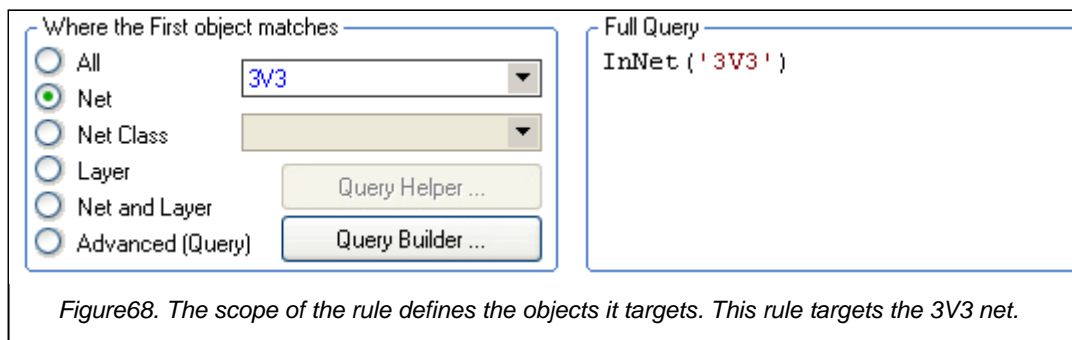 Where the First object matches
All
3V3
Net
Net Class
Layer
Query Helper ...
Net and Layer
Advanced (Query)
Query Builder ...
Full Query
InNet('3V3')
Figure68. The scope of the rule defines the objects it targets. This rule targets the 3V3 net.